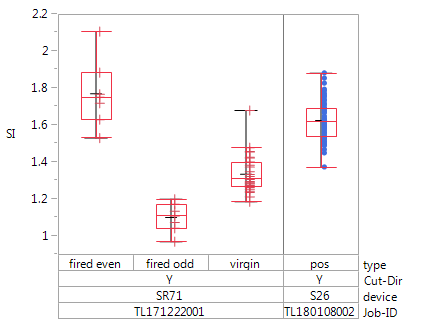 2.2
2
1.8
SI
1.6
1.4
1.2
1
fired even fired odd virgin pos type
Y Y Cut-Dir
SR71 S26 device
TL171222001 TL180108002 Job-ID